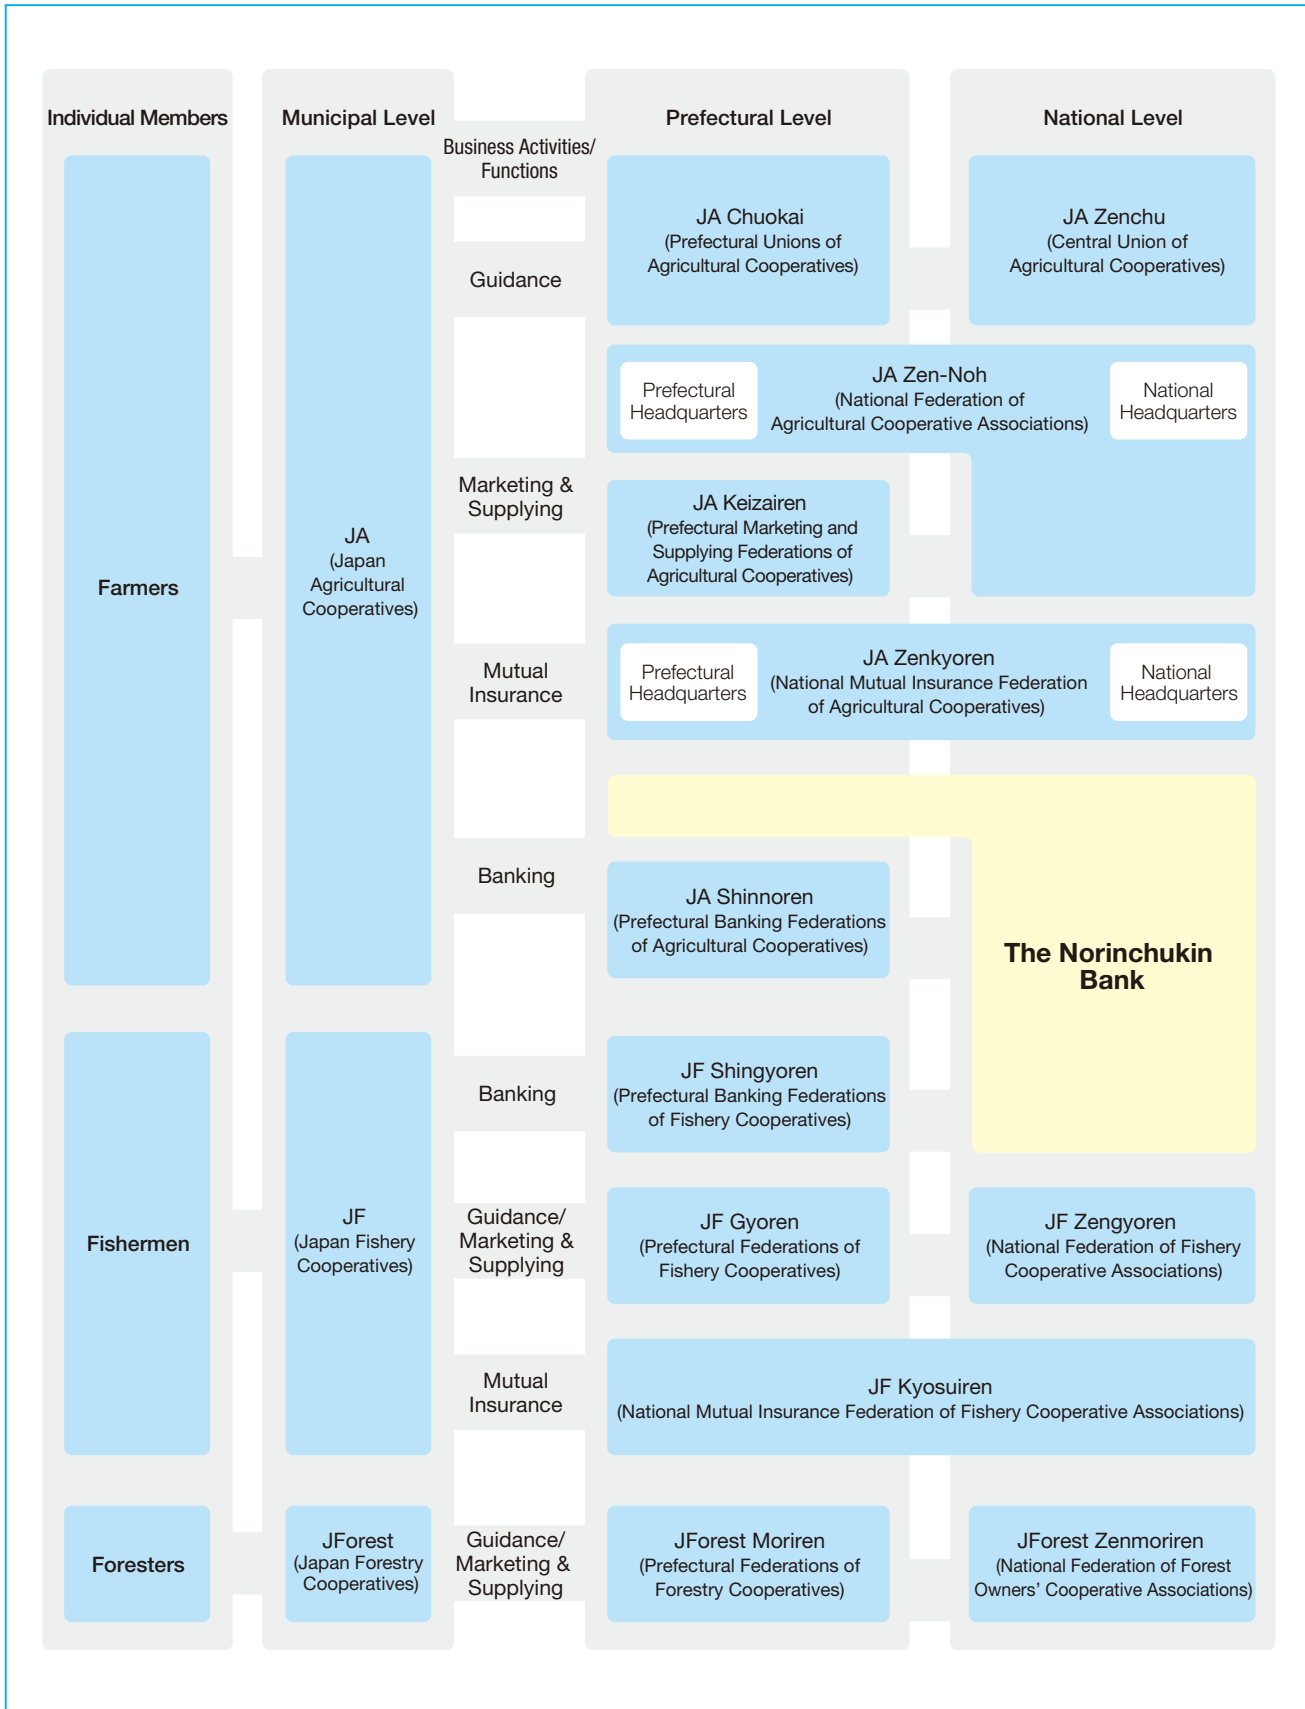 Individual Members
Municipal Level
Prefectural Level
National Level
Business Activities/
Functions
Farmers
JA
(Japan
Agricultural
Cooperatives)
Guidance
JA Chuokai
(Prefectural Unions of
Agricultural Cooperatives)
JA Zenchu
(Central Union of
Agricultural Cooperatives)
Marketing &
Supplying
Prefectural
Headquarters
JA Zen-Noh
(National Federation of
Agricultural Cooperative Associations)
National
Headquarters
JA Keizairen
(Prefectural Marketing and
Supplying Federations of
Agricultural Cooperatives)
Mutual
Insurance
Prefectural
Headquarters
JA Zenkyoren
(National Mutual Insurance Federation
of Agricultural Cooperatives)
National
Headquarters
Banking
JA Shinnoren
(Prefectural Banking Federations
of Agricultural Cooperatives)
The Norinchukin
Bank
Fishermen
JF
(Japan Fishery
Cooperatives)
Banking
JF Shingyoren
(Prefectural Banking Federations
of Fishery Cooperatives)
Guidance/
Marketing &
Supplying
JF Gyoren
(Prefectural Federations of
Fishery Cooperatives)
JF Zengyoren
(National Federation of Fishery
Cooperative Associations)
Mutual
Insurance
JF Kyosuiren
(National Mutual Insurance Federation of Fishery Cooperative Associations)
Foresters
JForest
(Japan Forestry
Cooperatives)
Guidance/
Marketing &
Supplying
JForest Moriren
(Prefectural Federations of
Forestry Cooperatives)
JForest Zenmoriren
(National Federation of Forest
Owners’ Cooperative Associations)